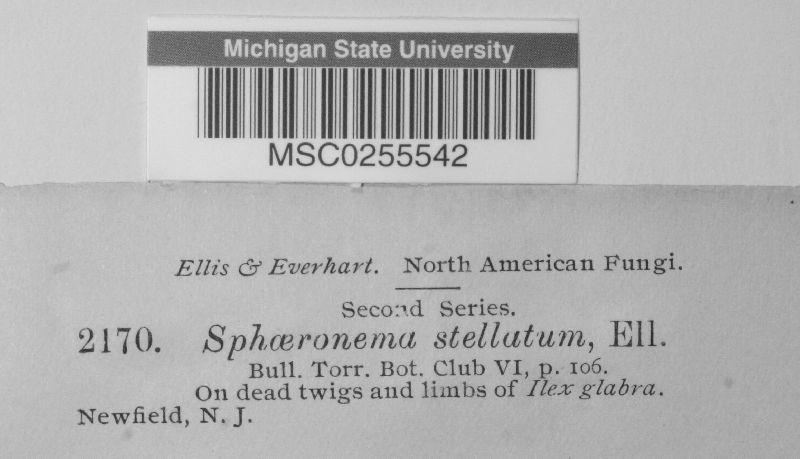 Michigan State University
MSC0255542
Ellis & Everhart. North American Fungi.
Second Series.
2170. Sphæronema stellatum, Ell.
Bull. Torr. Bot. Club VI, p. 106.
On dead twigs and limbs of Ilex glabra.
Newfield, N. J.